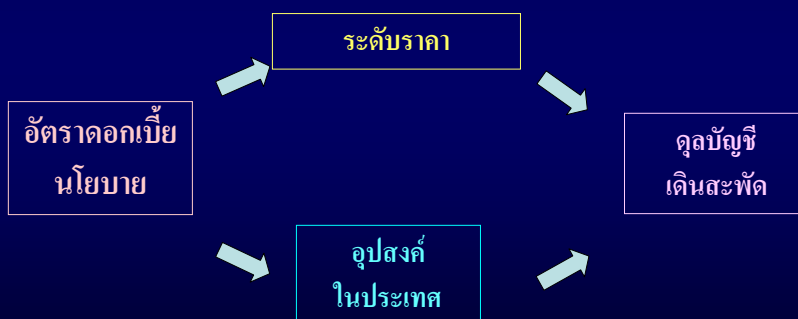 ระดับราคา
อัตราดอกเบี้ย
นโยบาย
ดุลบัญชี
เดินสะพัด
อุปสงค์
ในประเทศ